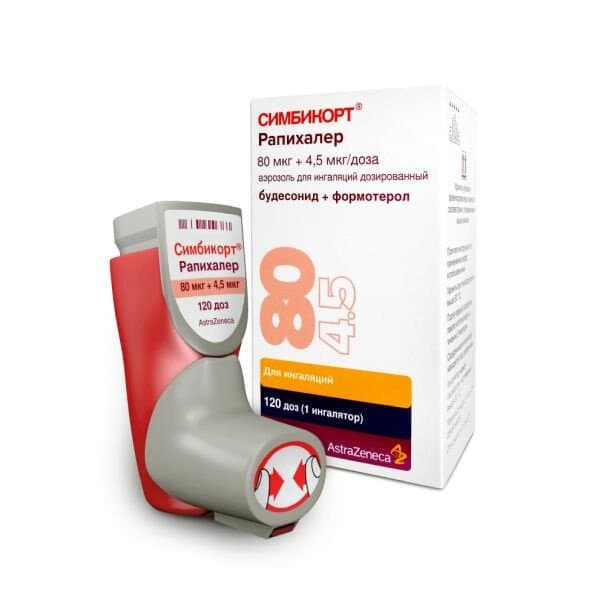 СИМБИКОРТ®
Рапихалер
80 мкг + 4,5 мкг/доза
аэрозоль для ингаляций дозированный
будесонид + формотерол
80
4.5
Для ингаляций
120 доз (1 ингалятор)
AstraZeneca
Симбикорт®
Рапихалер
80 мкг + 4,5 мкг
120 доз
AstraZeneca